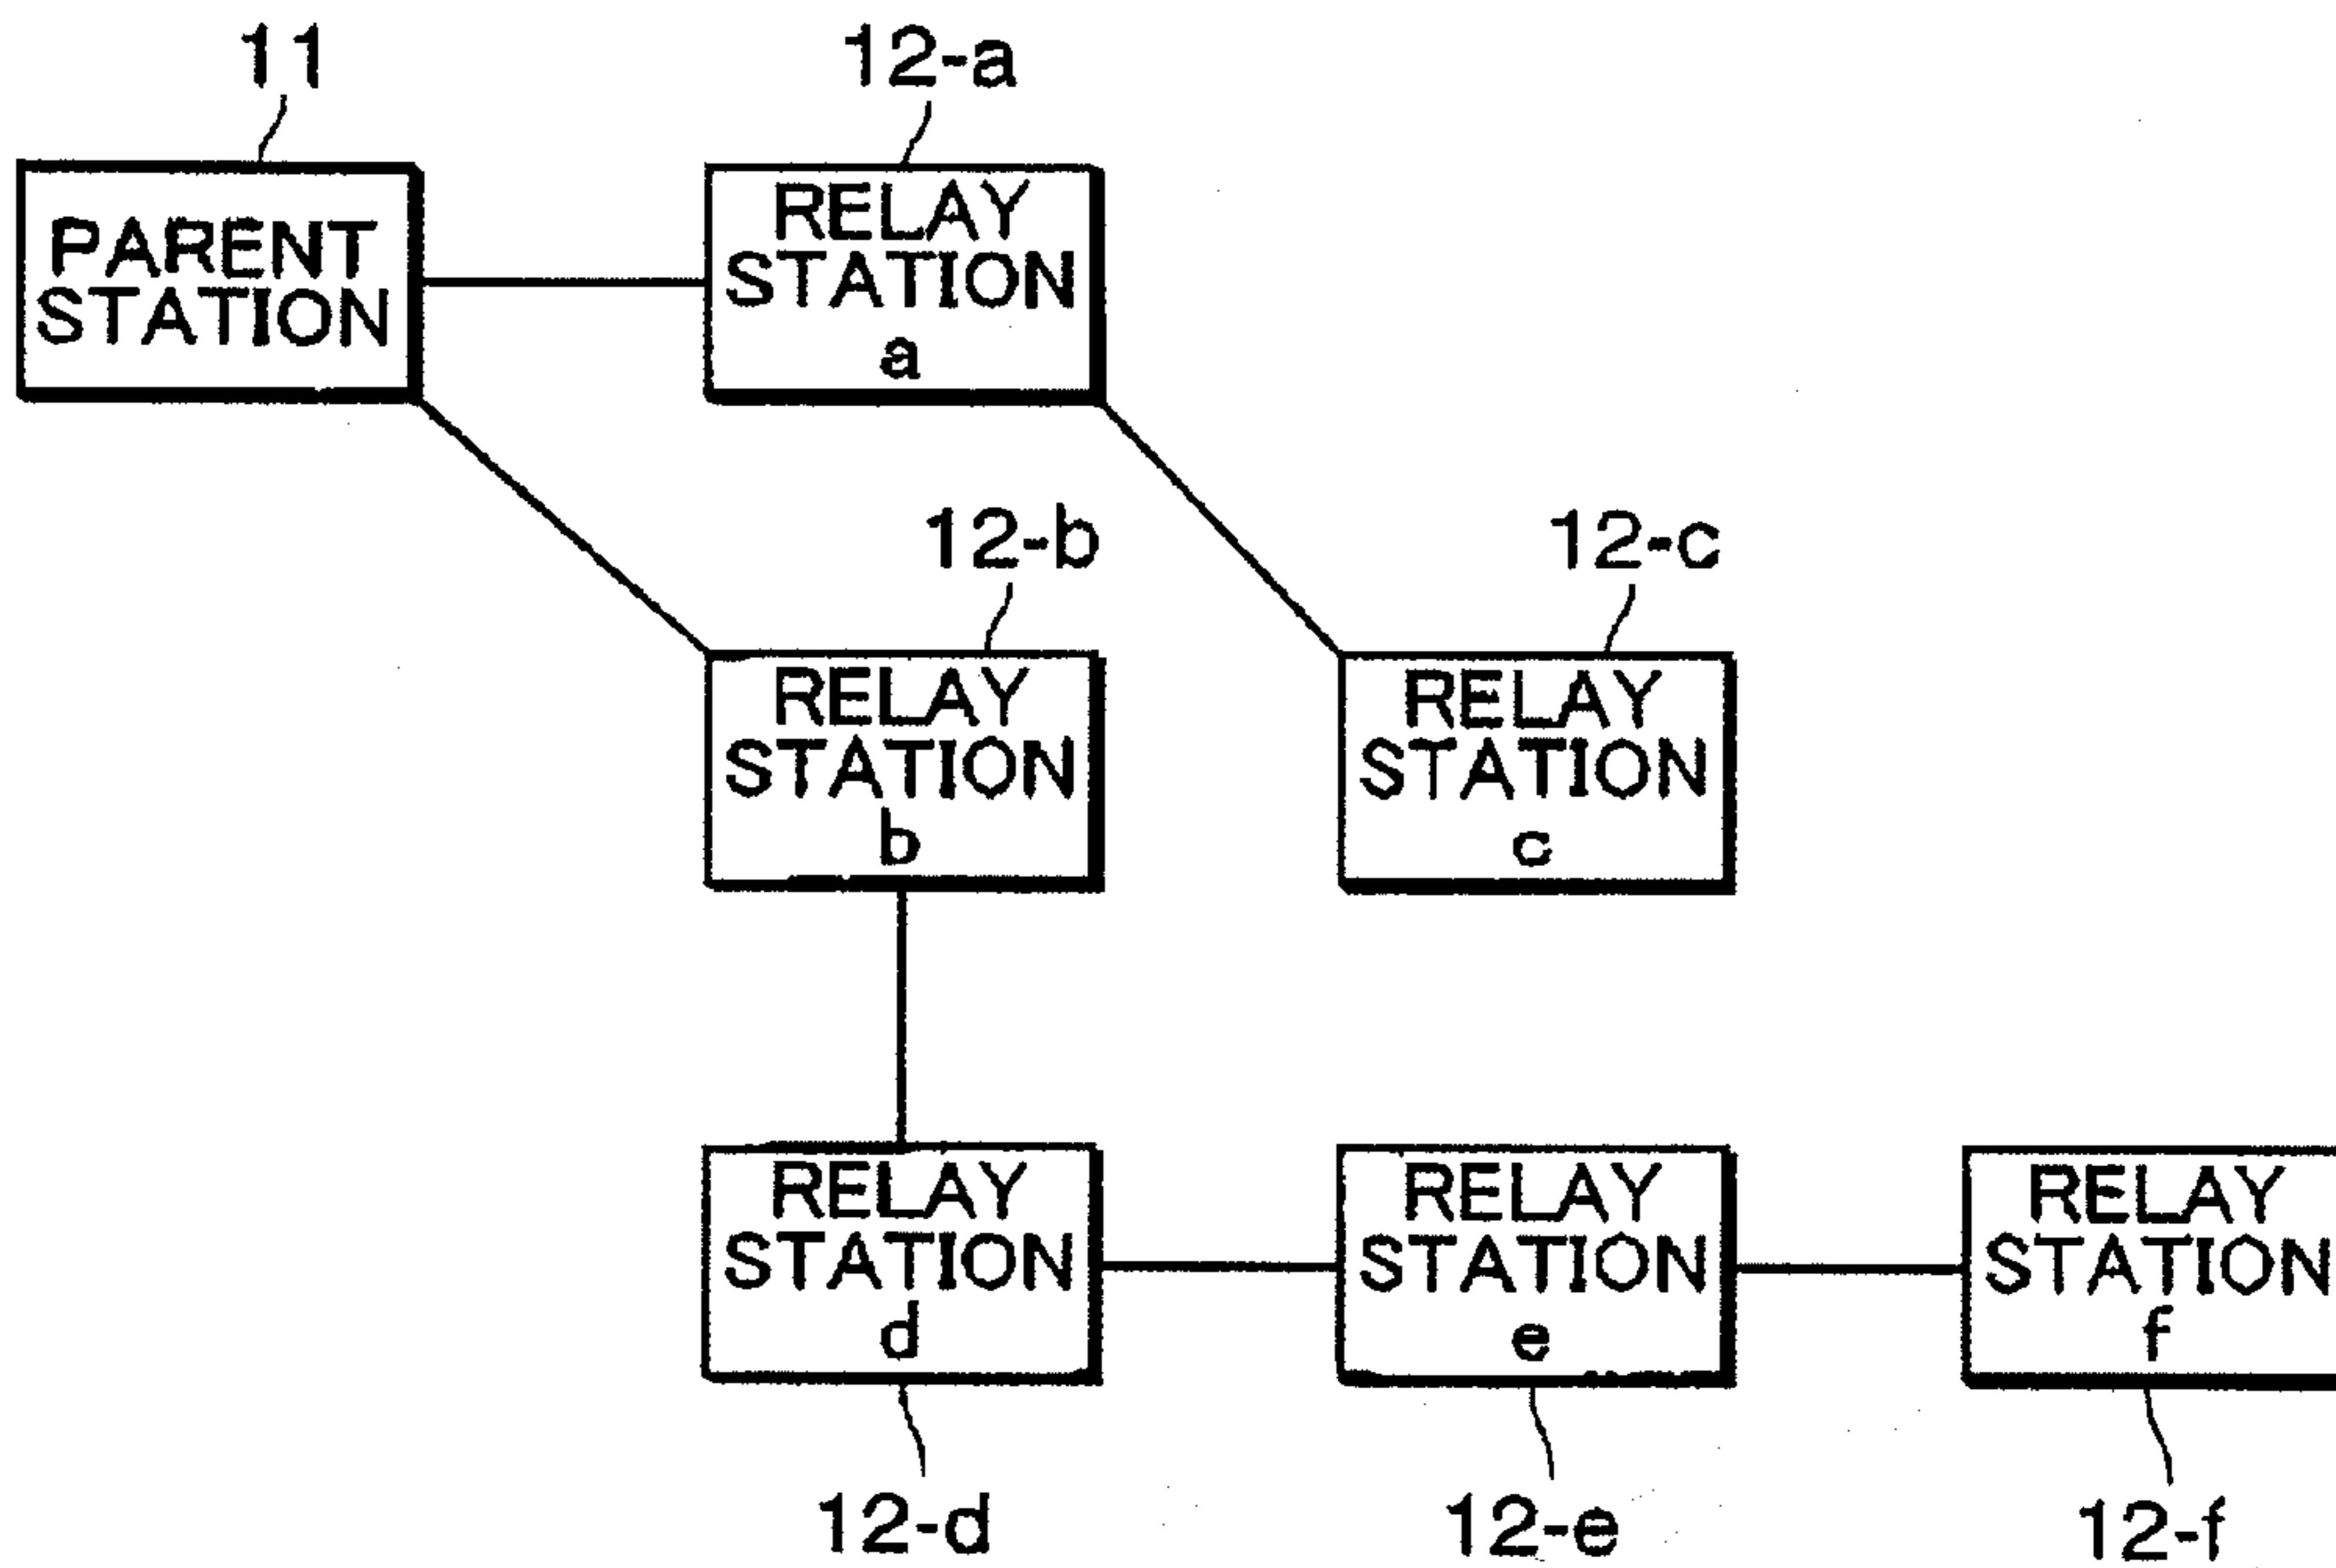 11
12-a
PARENT
STATION
RELAY
STATION
a
12-b
12-c
RELAY
STATION
b
RELAY
STATION
c
RELAY
STATION
d
RELAY
STATION
e
RELAY
STATION
f
12-d
12-e
12-f